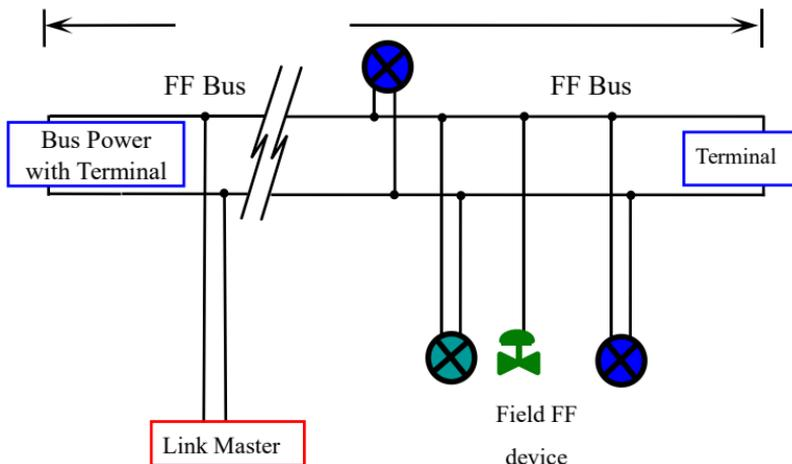 FF Bus
FF Bus
Bus Power
with Terminal
Terminal
Field FF
device
Link Master